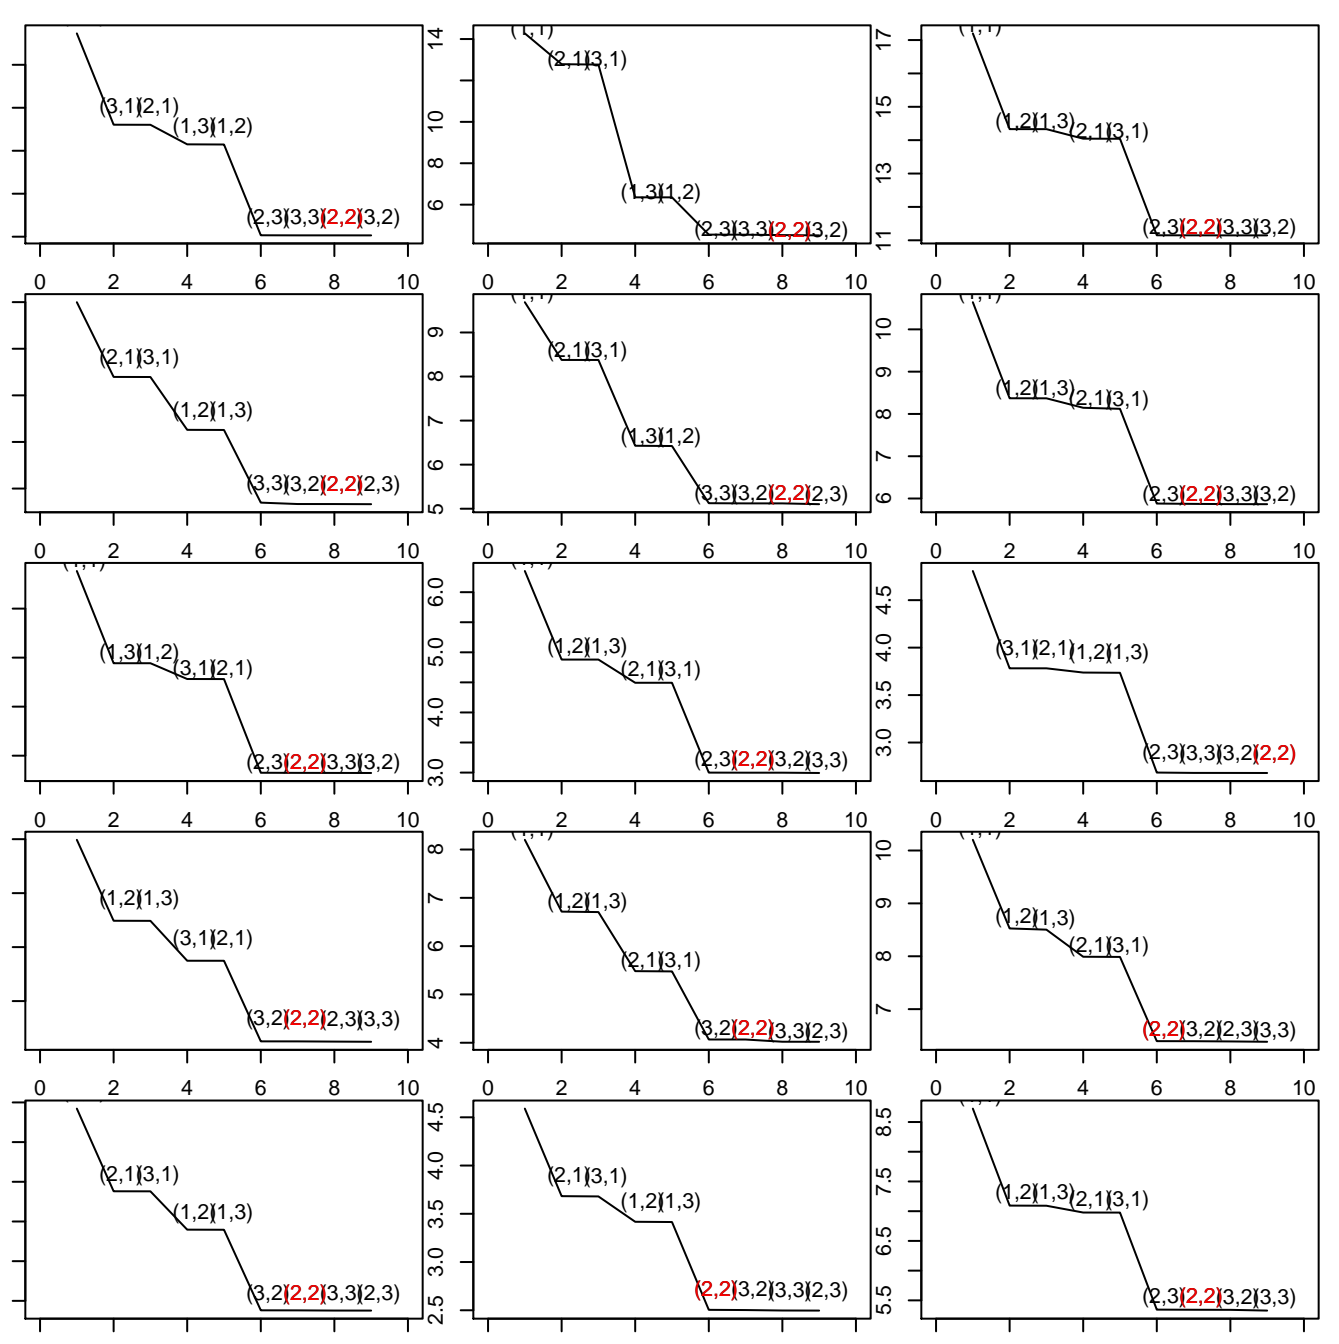 14 (1,1) 17 (1,1)
(2,1)(3,1)
(3,1)(2,1) 15
(1,3)(1,2) 10 (1,2)(1,3)(2,1)(3,1)
8 13
6 (1,3)(1,2)
(2,3)(3,3)(2,2)(3,2) (2,3)(3,3)(2,2)(3,2) 11 (2,3)(2,2)(3,3)(3,2)
0 2 4 6 8 10 0 2 4 6 8 10 0 2 4 6 8 10
9 10
(2,1)(3,1) 8 (2,1)(3,1) 9
(1,2)(1,3) 7 8 (1,2)(1,3)(2,1)(3,1)
6 (1,3)(1,2) 7
(3,3)(3,2)(2,2)(2,3) 5 (3,3)(3,2)(2,2)(2,3) 6 (2,3)(2,2)(3,3)(3,2)
0 2 4 6 8 10 0 2 4 6 8 10 0 2 4 6 8 10
6.0 4.5
(1,3)(1,2)(3,1)(2,1) 5.0 (1,2)(1,3) 4.0 (3,1)(2,1)(1,2)(1,3)
4.0 (2,1)(3,1) 3.5
(2,3)(2,2)(3,3)(3,2) 3.0 (2,3)(2,2)(3,2)(3,3) 3.0 (2,3)(3,3)(3,2)(2,2)
0 2 4 6 8 10 0 2 4 6 8 10 0 2 4 6 8 10
8 10
(1,2)(1,3) 7 (1,2)(1,3) 9 (1,2)(1,3)
(3,1)(2,1) 6 (2,1)(3,1) 8 (2,1)(3,1)
5 7
(3,2)(2,2)(2,3)(3,3) 4 (3,2)(2,2)(3,3)(2,3) (2,2)(3,2)(2,3)(3,3)
0 2 4 6 8 10 0 2 4 6 8 10 0 2 4 6 8 10
4.5 8.5
(2,1)(3,1) 4.0 (2,1)(3,1) 7.5 (1,2)(1,3)(2,1)(3,1)
(1,2)(1,3) 3.5 (1,2)(1,3) 6.5
3.0
(3,2)(2,2)(3,3)(2,3) 2.5 (2,2)(3,2)(3,3)(2,3) 5.5 (2,3)(2,2)(3,2)(3,3)